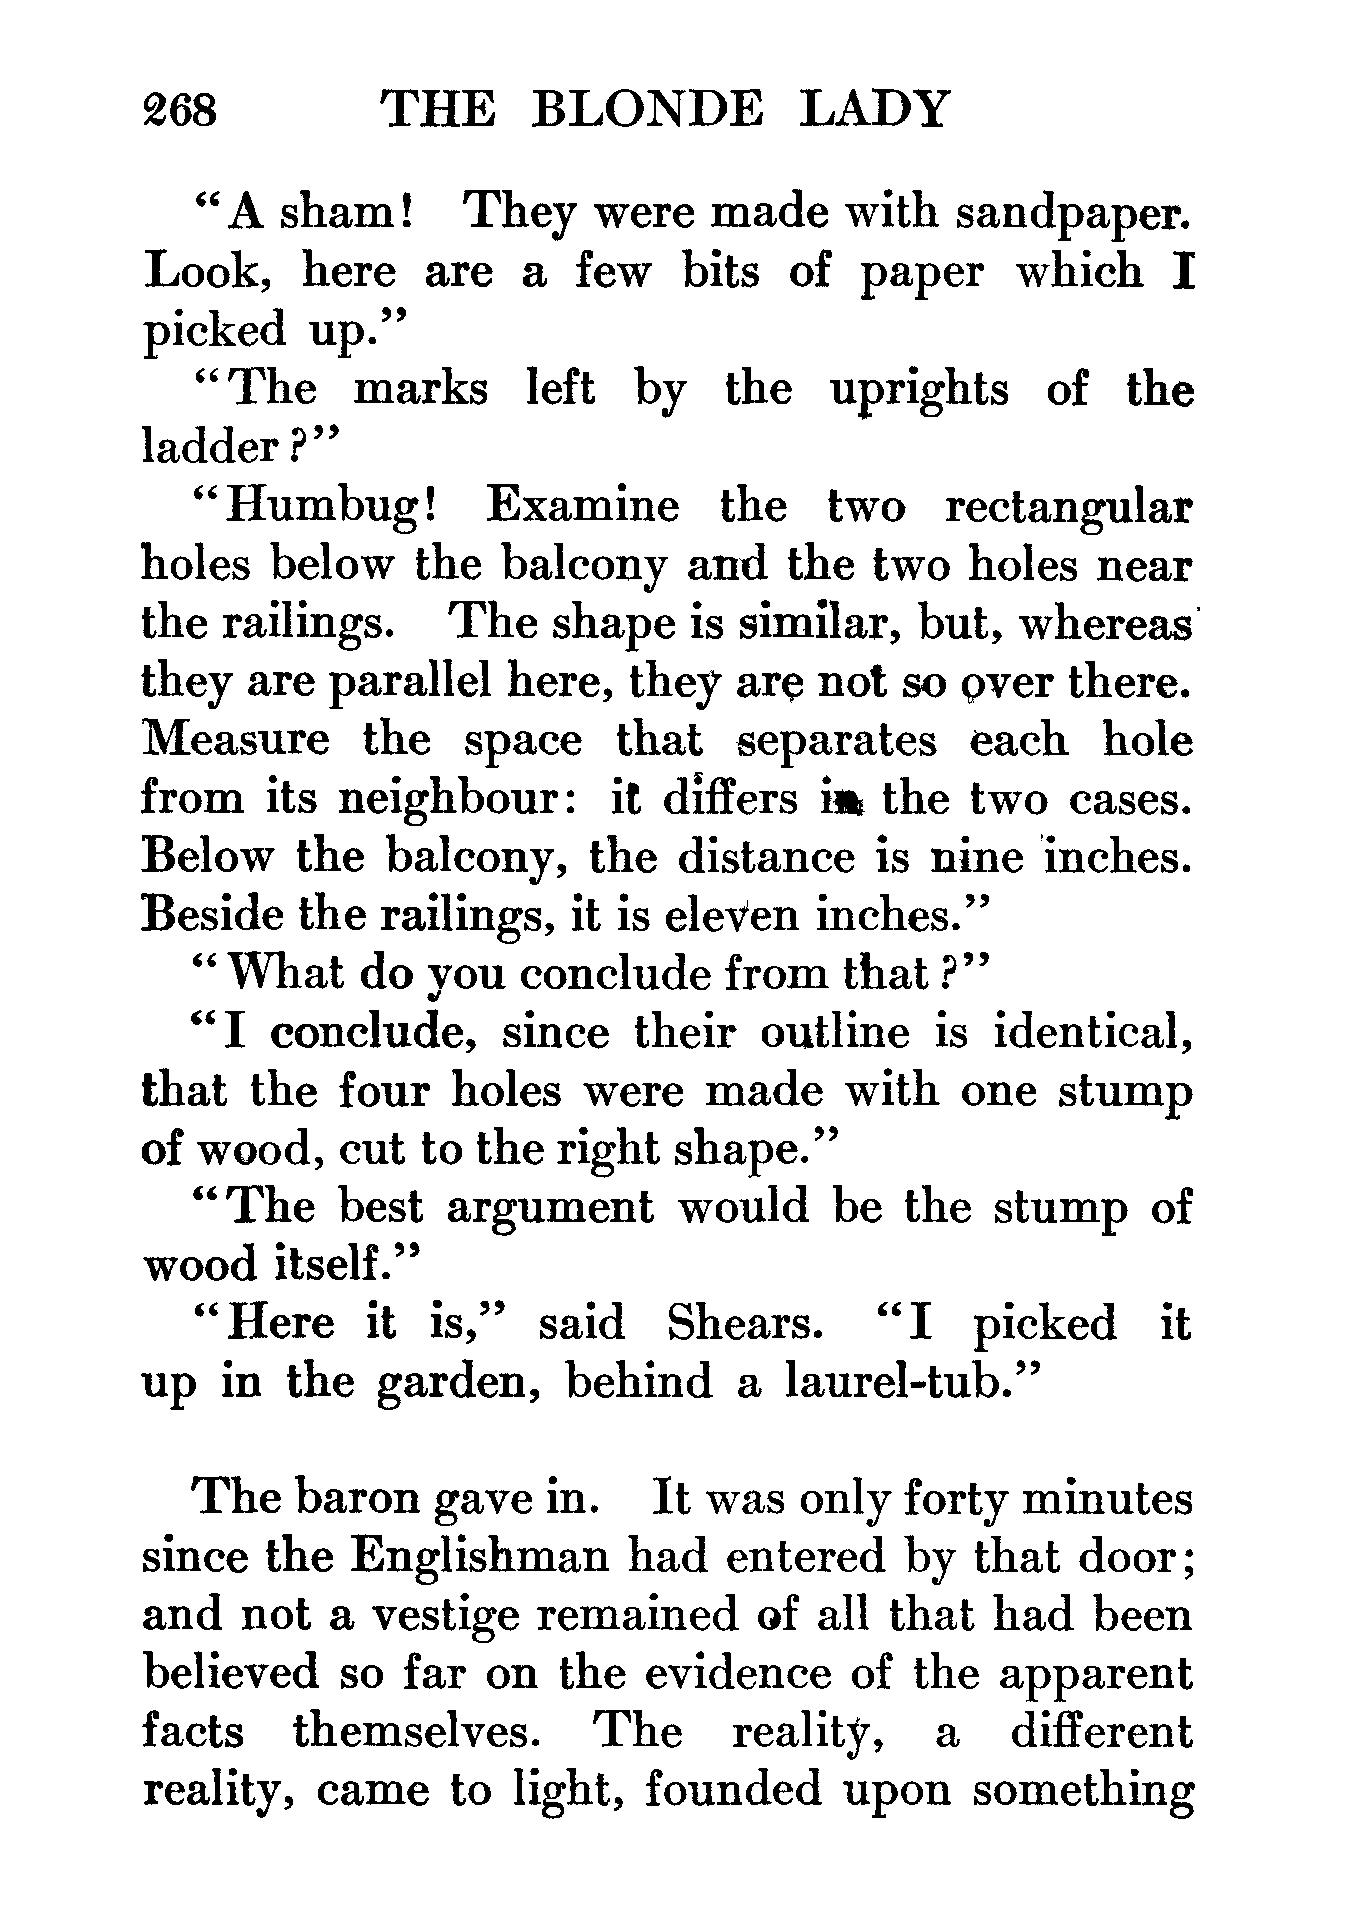 268 THE BLONDE LADY
"A sham! They were made with sandpaper.
Look, here are a few bits of paper which I
picked up."
"The marks left by the uprights of the
ladder?"
"Humbug! Examine the two rectangular
holes below the balcony and the two holes near
the railings. The shape is similar, but, whereas
they are parallel here, they are not so over there.
Measure the space that separates each hole
from its neighbour: it differs in the two cases.
Below the balcony, the distance is nine inches.
Beside the railings, it is eleven inches."
"What do you conclude from that?"
"I conclude, since their outline is identical,
that the four holes were made with one stump
of wood, cut to the right shape."
"The best argument would be the stump of
wood itself."
"Here it is," said Shears. "I picked it
up in the garden, behind a laurel-tub."
The baron gave in. It was only forty minutes
since the Englishman had entered by that door;
and not a vestige remained of all that had been
believed so far on the evidence of the apparent
facts themselves. The reality, a different
reality, came to light, founded upon something